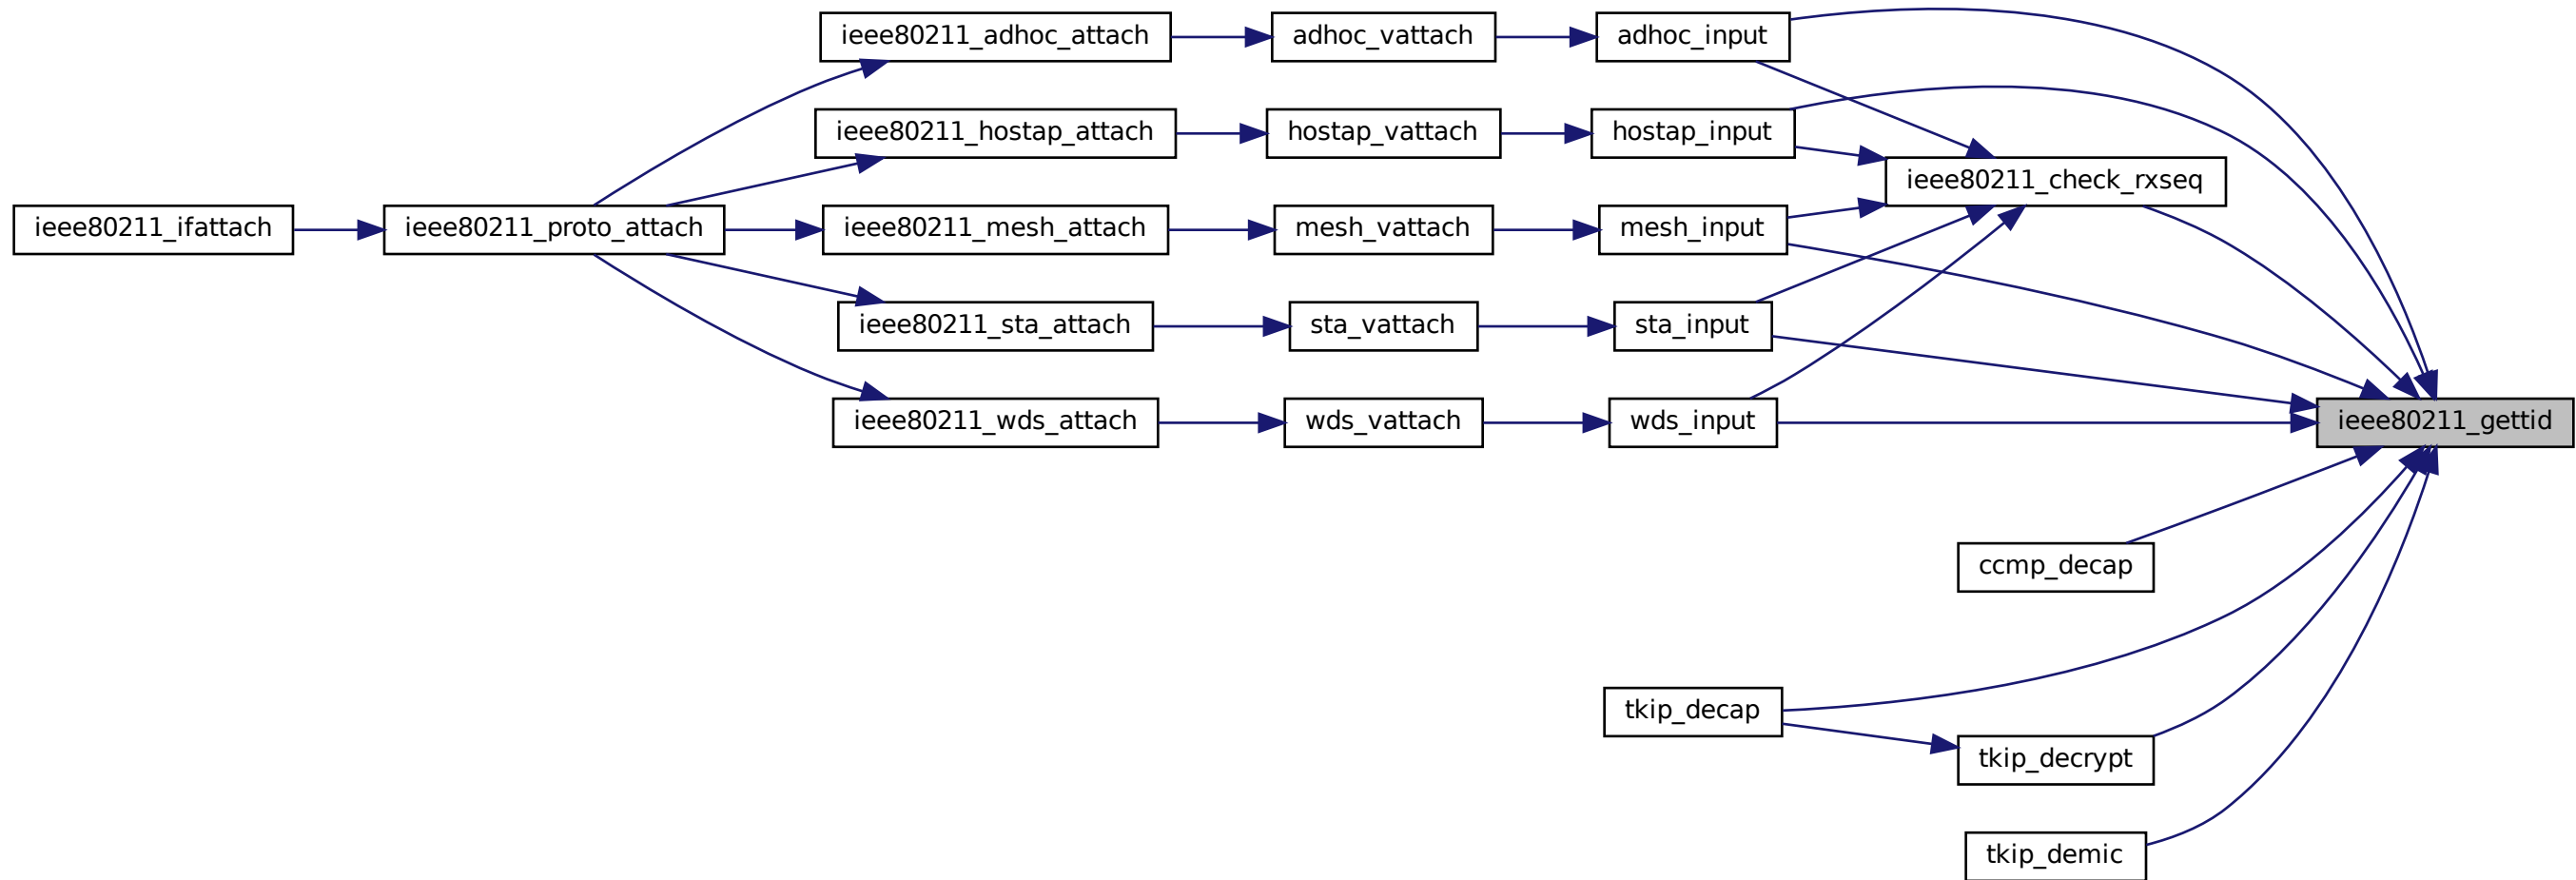 ieee80211_adhoc_attach
adhoc_vattach
adhoc_input
ieee80211_hostap_attach
hostap_vattach
hostap_input
ieee80211_check_rxseq
ieee80211_ifattach
ieee80211_proto_attach
ieee80211_mesh_attach
mesh_vattach
mesh_input
ieee80211_sta_attach
sta_vattach
sta_input
ieee80211_wds_attach
wds_vattach
wds_input
ieee80211_gettid
ccmp_decap
tkip_decap
tkip_decrypt
tkip_demic